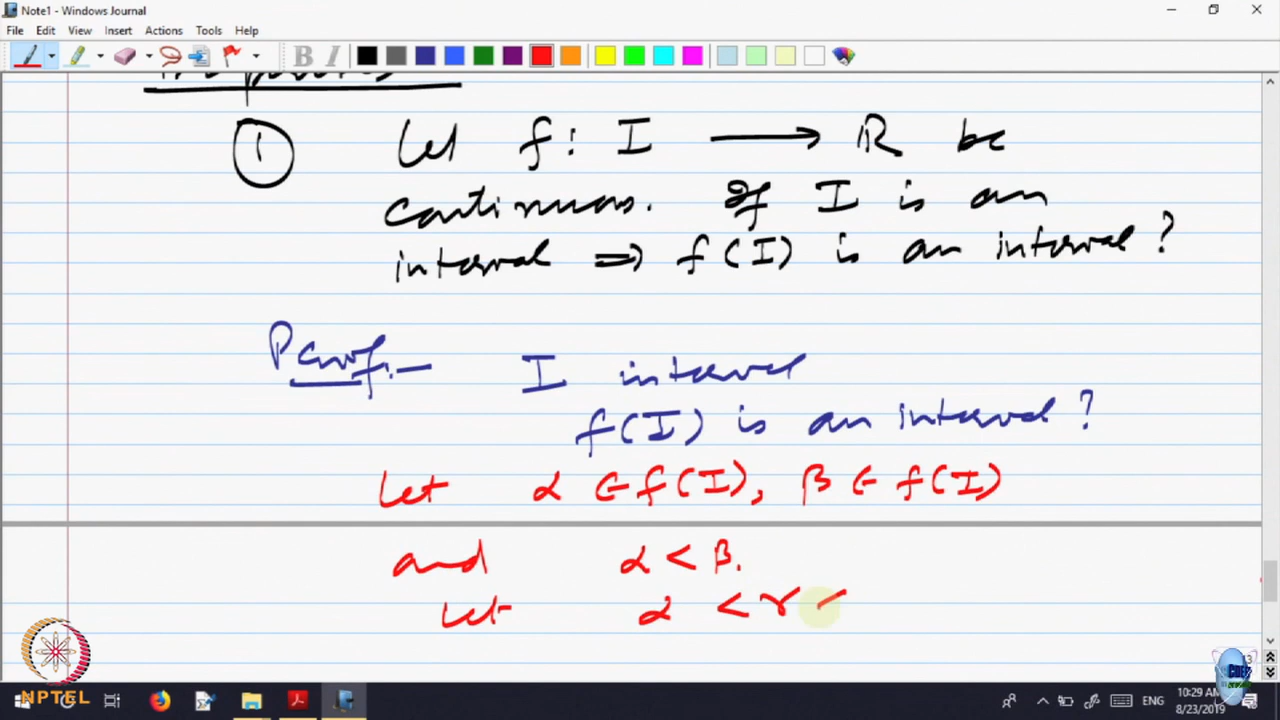 Note1 - Windows Journal
File Edit View Insert Actions Tools Help
B I
① Let f: I ⟶ R be
continuous. If I is an
interval ⇒ f(I) is an interval?
Proof:- I interval
f(I) is an interval?
Let α ∈ f(I), β ∈ f(I)
and α < β.
Let α < γ <
NPTEL
ENG
10:29 AM
8/23/2019